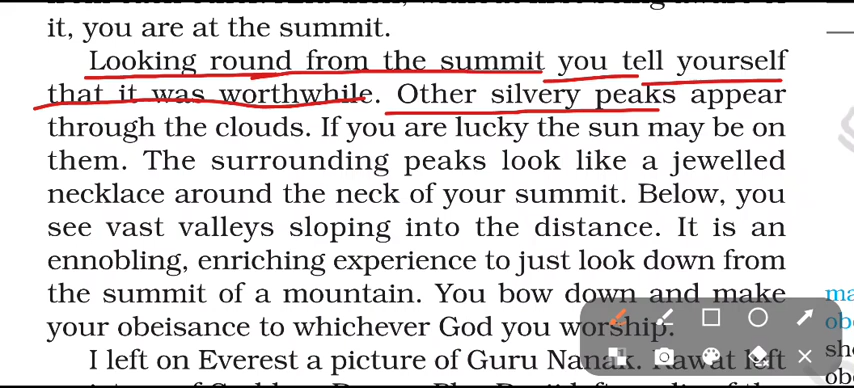 it, you are at the summit.
Looking round from the summit you tell yourself
that it was worthwhile. Other silvery peaks appear
through the clouds. If you are lucky the sun may be on
them. The surrounding peaks look like a jewelled
necklace around the neck of your summit. Below, you
see vast valleys sloping into the distance. It is an
ennobling, enriching experience to just look down from
the summit of a mountain. You bow down and make
your obeisance to whichever God you worship.
I left on Everest a picture of Guru Nanak. Rawat left
ma
ob
sh
ob